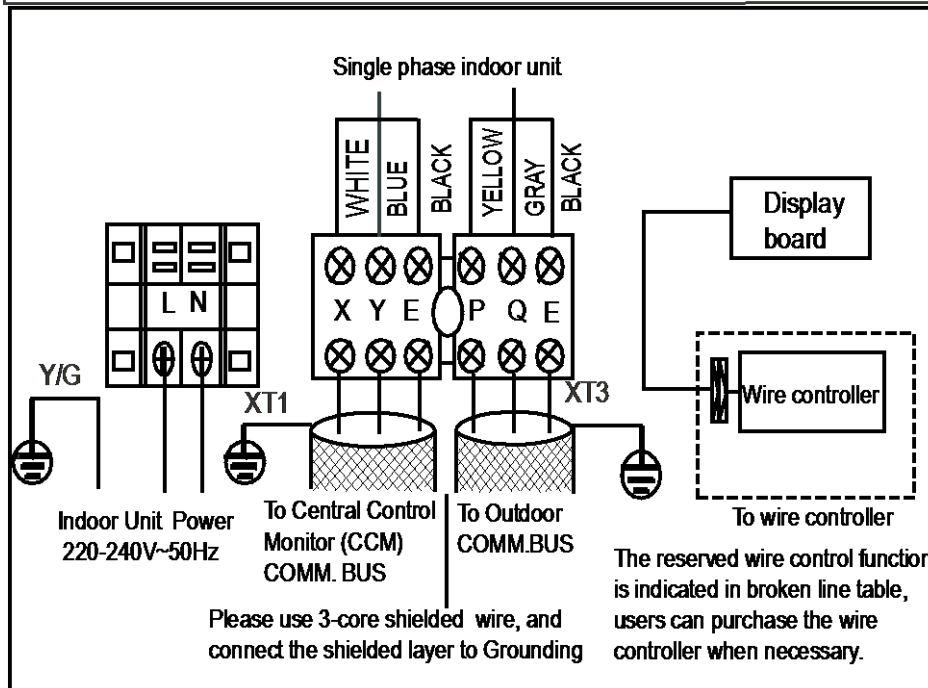 Single phase indoor unit
WHITE
BLUE
BLACK
YELLOW
GRAY
BLACK
Display
board
L N
X Y E P Q E
Y/G
XT1
XT3
Wire controller
Indoor Unit Power
220-240V~50Hz
To Central Control
Monitor (CCM)
COMM. BUS
To Outdoor
COMM.BUS
To wire controller
Please use 3-core shielded wire, and
connect the shielded layer to Grounding
The reserved wire control function
is indicated in broken line table,
users can purchase the wire
controller when necessary.